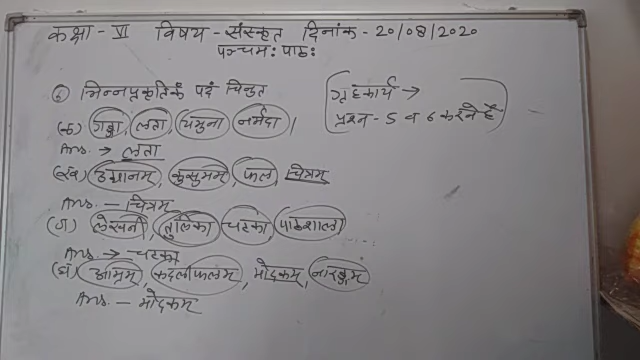 कक्षा - VI विषय - संस्कृत दिनांक - 20/08/2020
पञ्चम: पाठ:
६ भिन्नप्रकृतिकं पदं चिनुत
गृहकार्य →
प्रश्न - 5 व 6 करने हैं
(क) गङ्गा, लता, यमुना, नर्मदा।
Ans. → लता
(ख) उद्यानम्, कुसुमम्, फल, चित्रम्
Ans. - चित्रम्
(ग) लेखनी, तुलिका, चटका, पाठशाला
Ans. → चटका
(घ) आम्रम्, कदलीफलम्, मोदकम्, नारङ्गम्
Ans. - मोदकम्